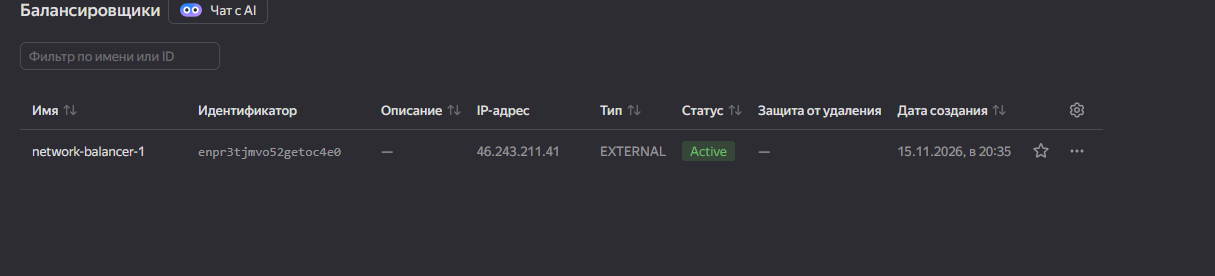 Балансировщики Чат с AI
Фильтр по имени или ID
Имя Идентификатор Описание IP-адрес Тип Статус Защита от удаления Дата создания
network-balancer-1 enpr3tjmvo52getoc4e0 — 46.243.211.41 EXTERNAL Active — 15.11.2026, в 20:35